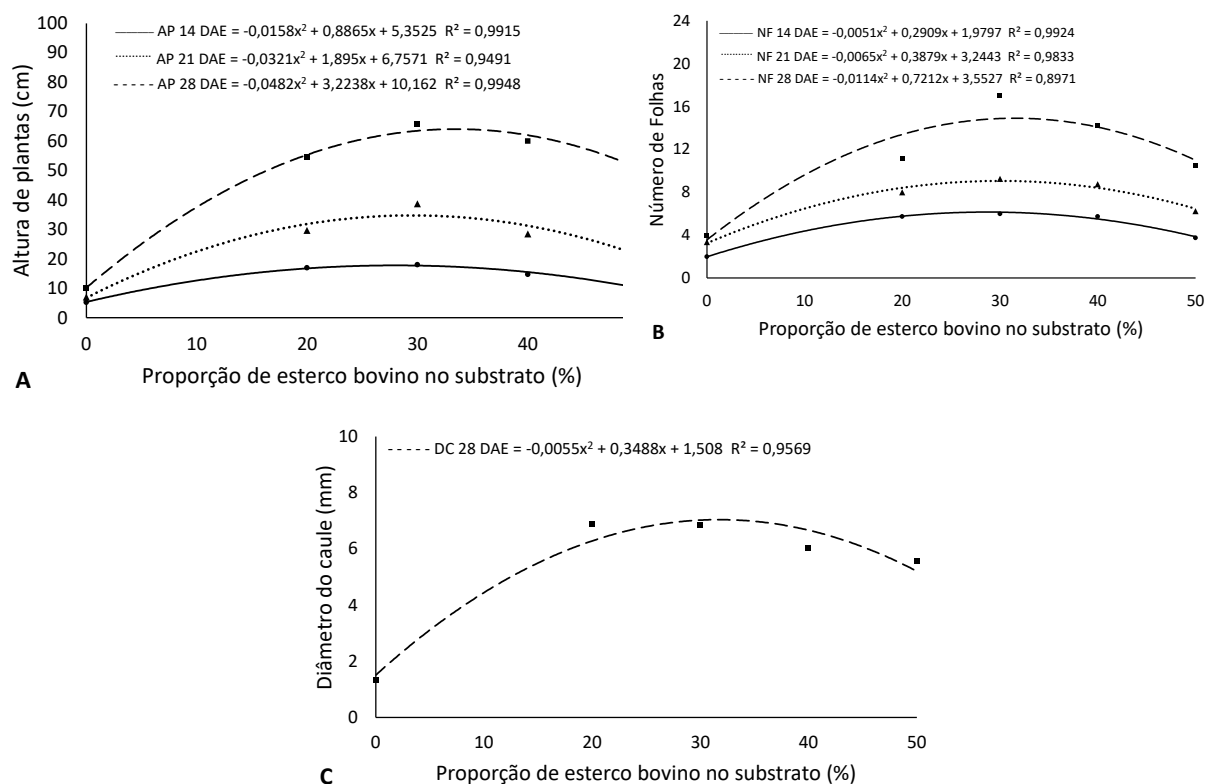 AP 14 DAE = -0,0158x² + 0,8865x + 5,3525 R² = 0,9915
AP 21 DAE = -0,0321x² + 1,895x + 6,7571 R² = 0,9491
AP 28 DAE = -0,0482x² + 3,2238x + 10,162 R² = 0,9948
100
90
80
70
60
50
40
30
20
10
0
Altura de plantas (cm)
0 10 20 30 40
Proporção de esterco bovino no substrato (%)
A
NF 14 DAE = -0,0051x² + 0,2909x + 1,9797 R² = 0,9924
NF 21 DAE = -0,0065x² + 0,3879x + 3,2443 R² = 0,9833
NF 28 DAE = -0,0114x² + 0,7212x + 3,5527 R² = 0,8971
24
20
16
12
8
4
0
Número de Folhas
0 10 20 30 40 50
Proporção de esterco bovino no substrato (%)
B
DC 28 DAE = -0,0055x² + 0,3488x + 1,508 R² = 0,9569
10
8
6
4
2
0
Diâmetro do caule (mm)
0 10 20 30 40 50
Proporção de esterco bovino no substrato (%)
C